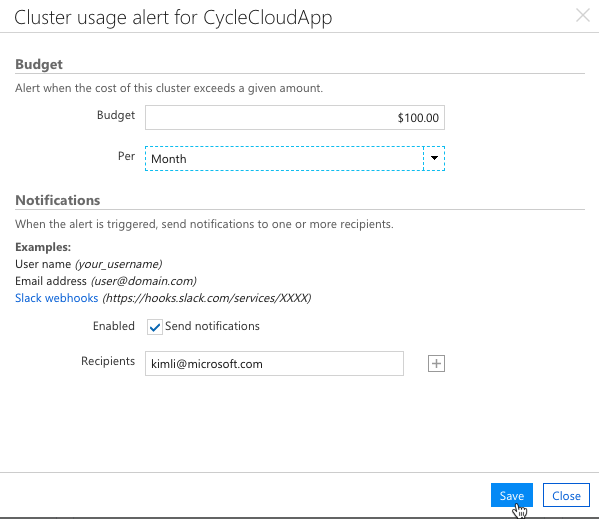 Cluster usage alert for CycleCloudApp
Budget
Alert when the cost of this cluster exceeds a given amount.
Budget $100.00
Per Month
Notifications
When the alert is triggered, send notifications to one or more recipients.
Examples:
User name (your_username)
Email address (user@domain.com)
Slack webhooks (https://hooks.slack.com/services/XXXX)
Enabled Send notifications
Recipients kimli@microsoft.com
Save Close